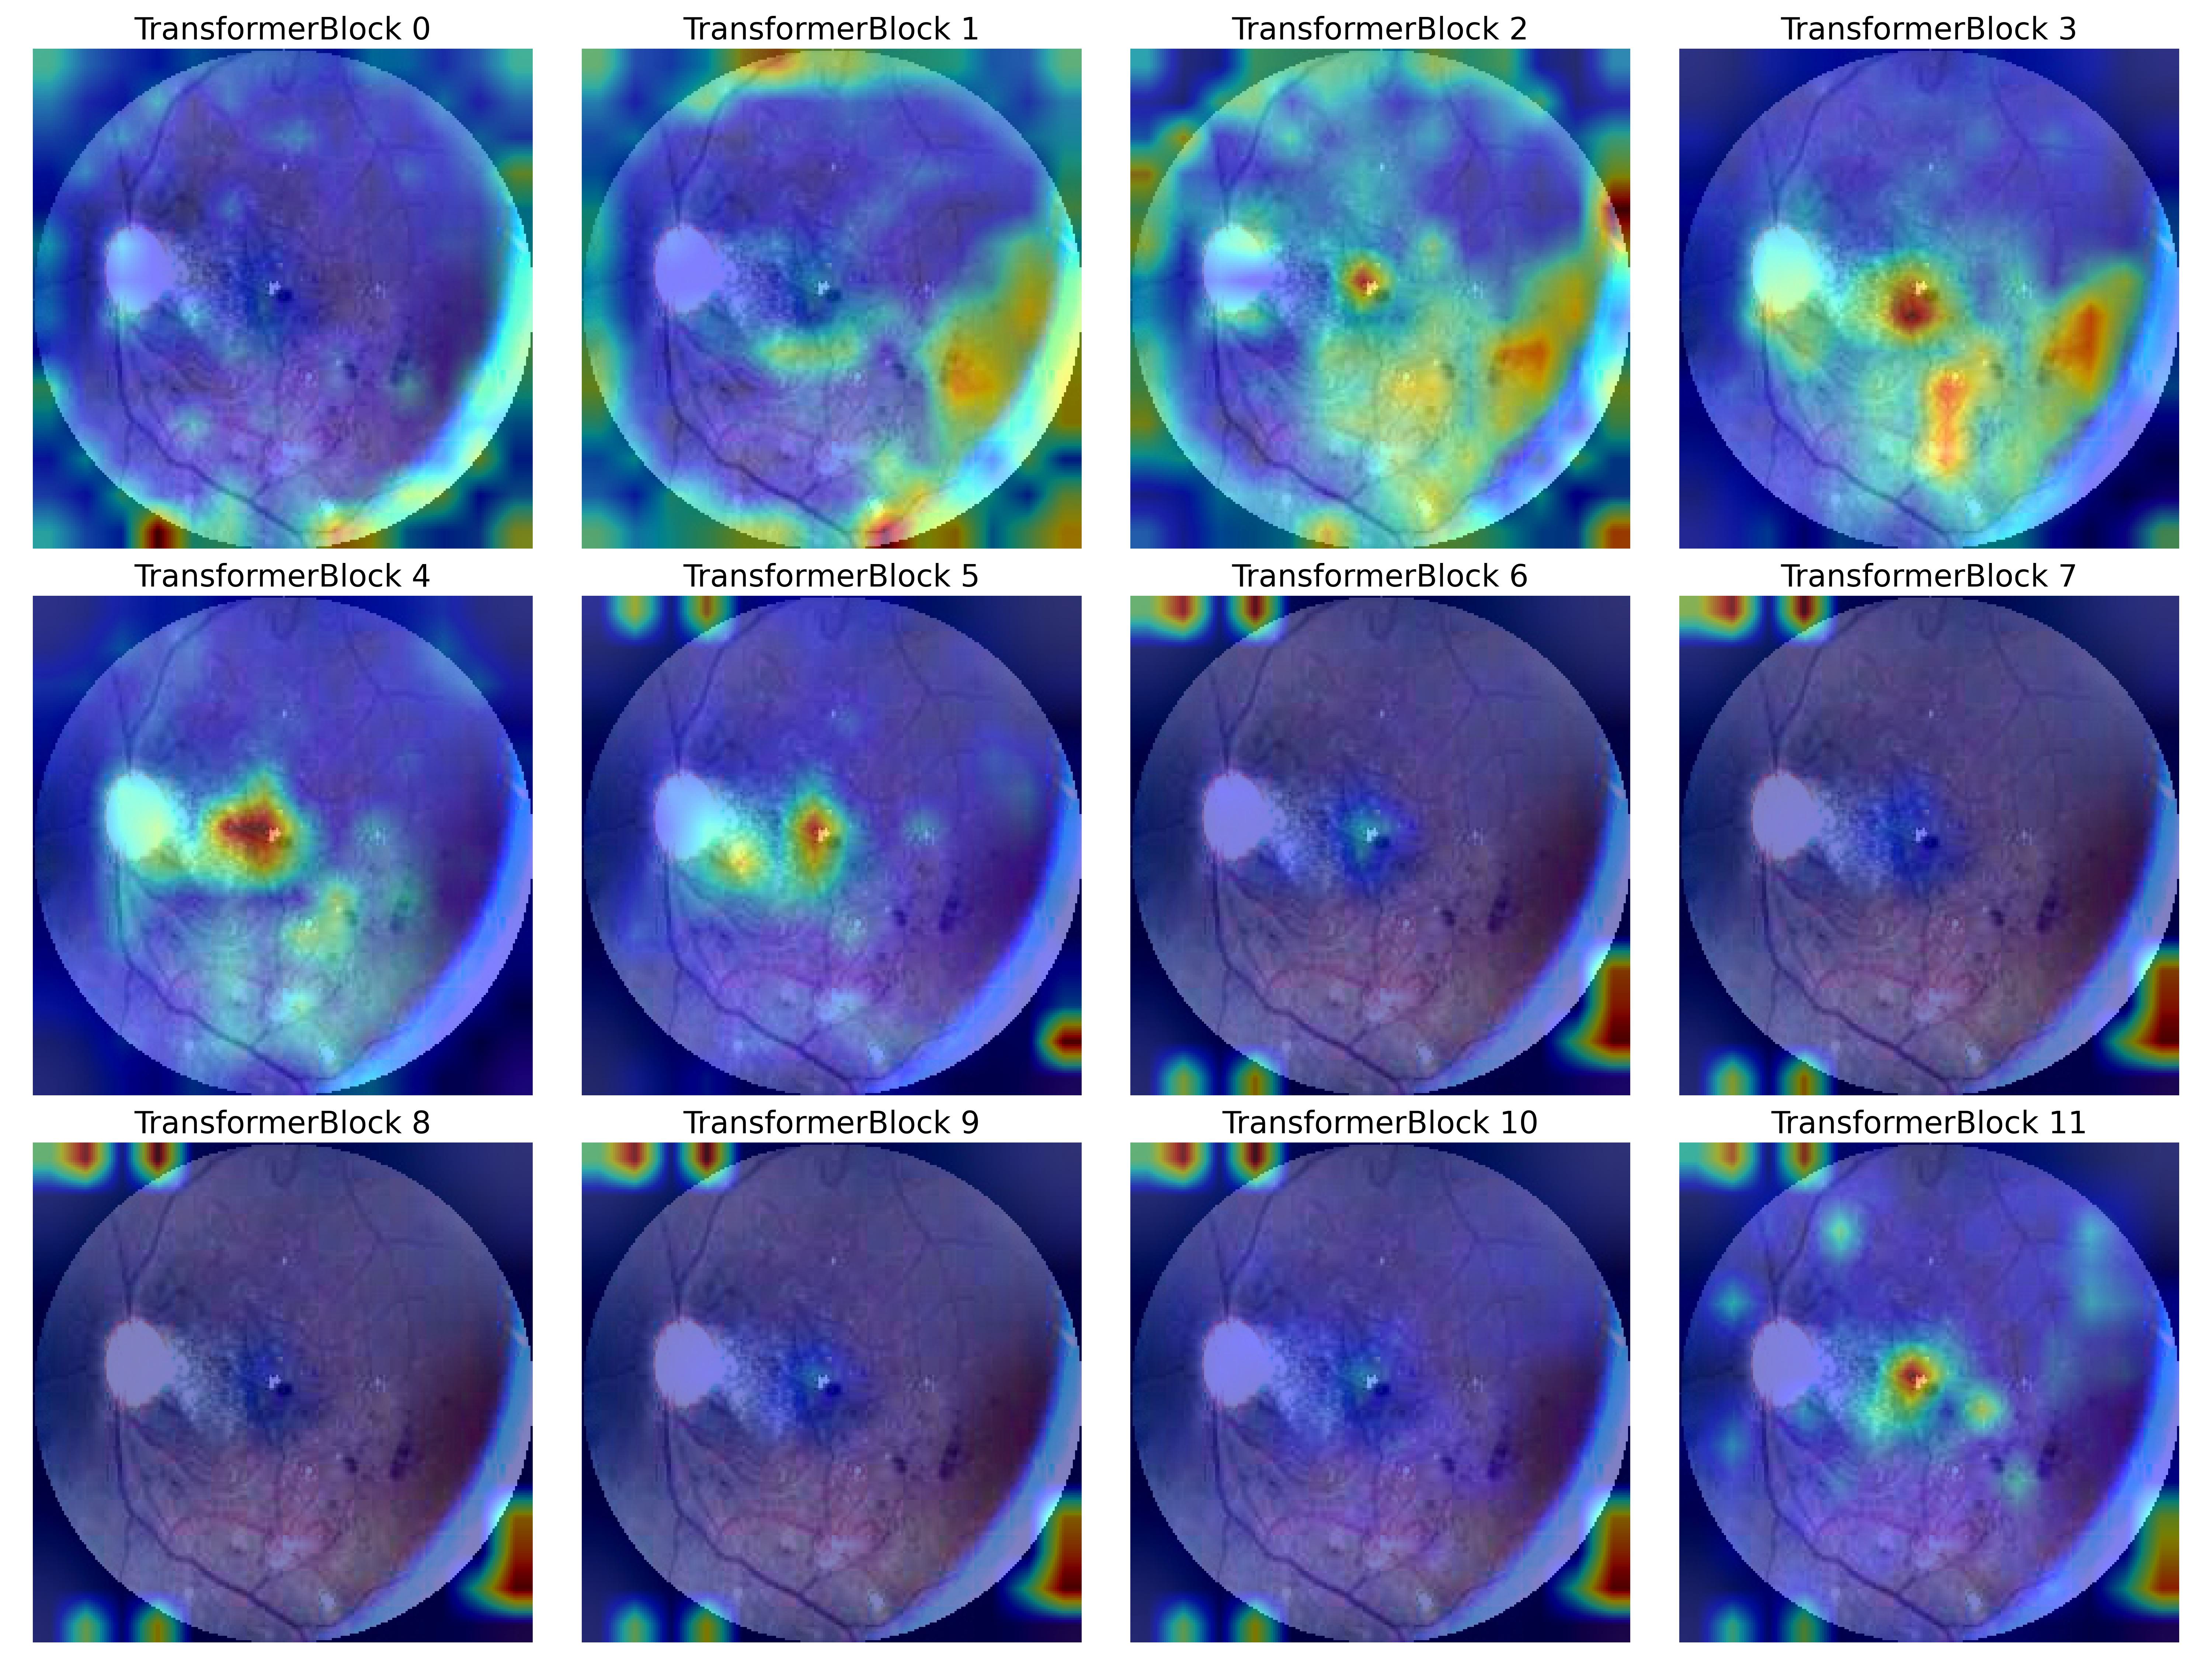 TransformerBlock 0
TransformerBlock 1
TransformerBlock 2
TransformerBlock 3
TransformerBlock 4
TransformerBlock 5
TransformerBlock 6
TransformerBlock 7
TransformerBlock 8
TransformerBlock 9
TransformerBlock 10
TransformerBlock 11